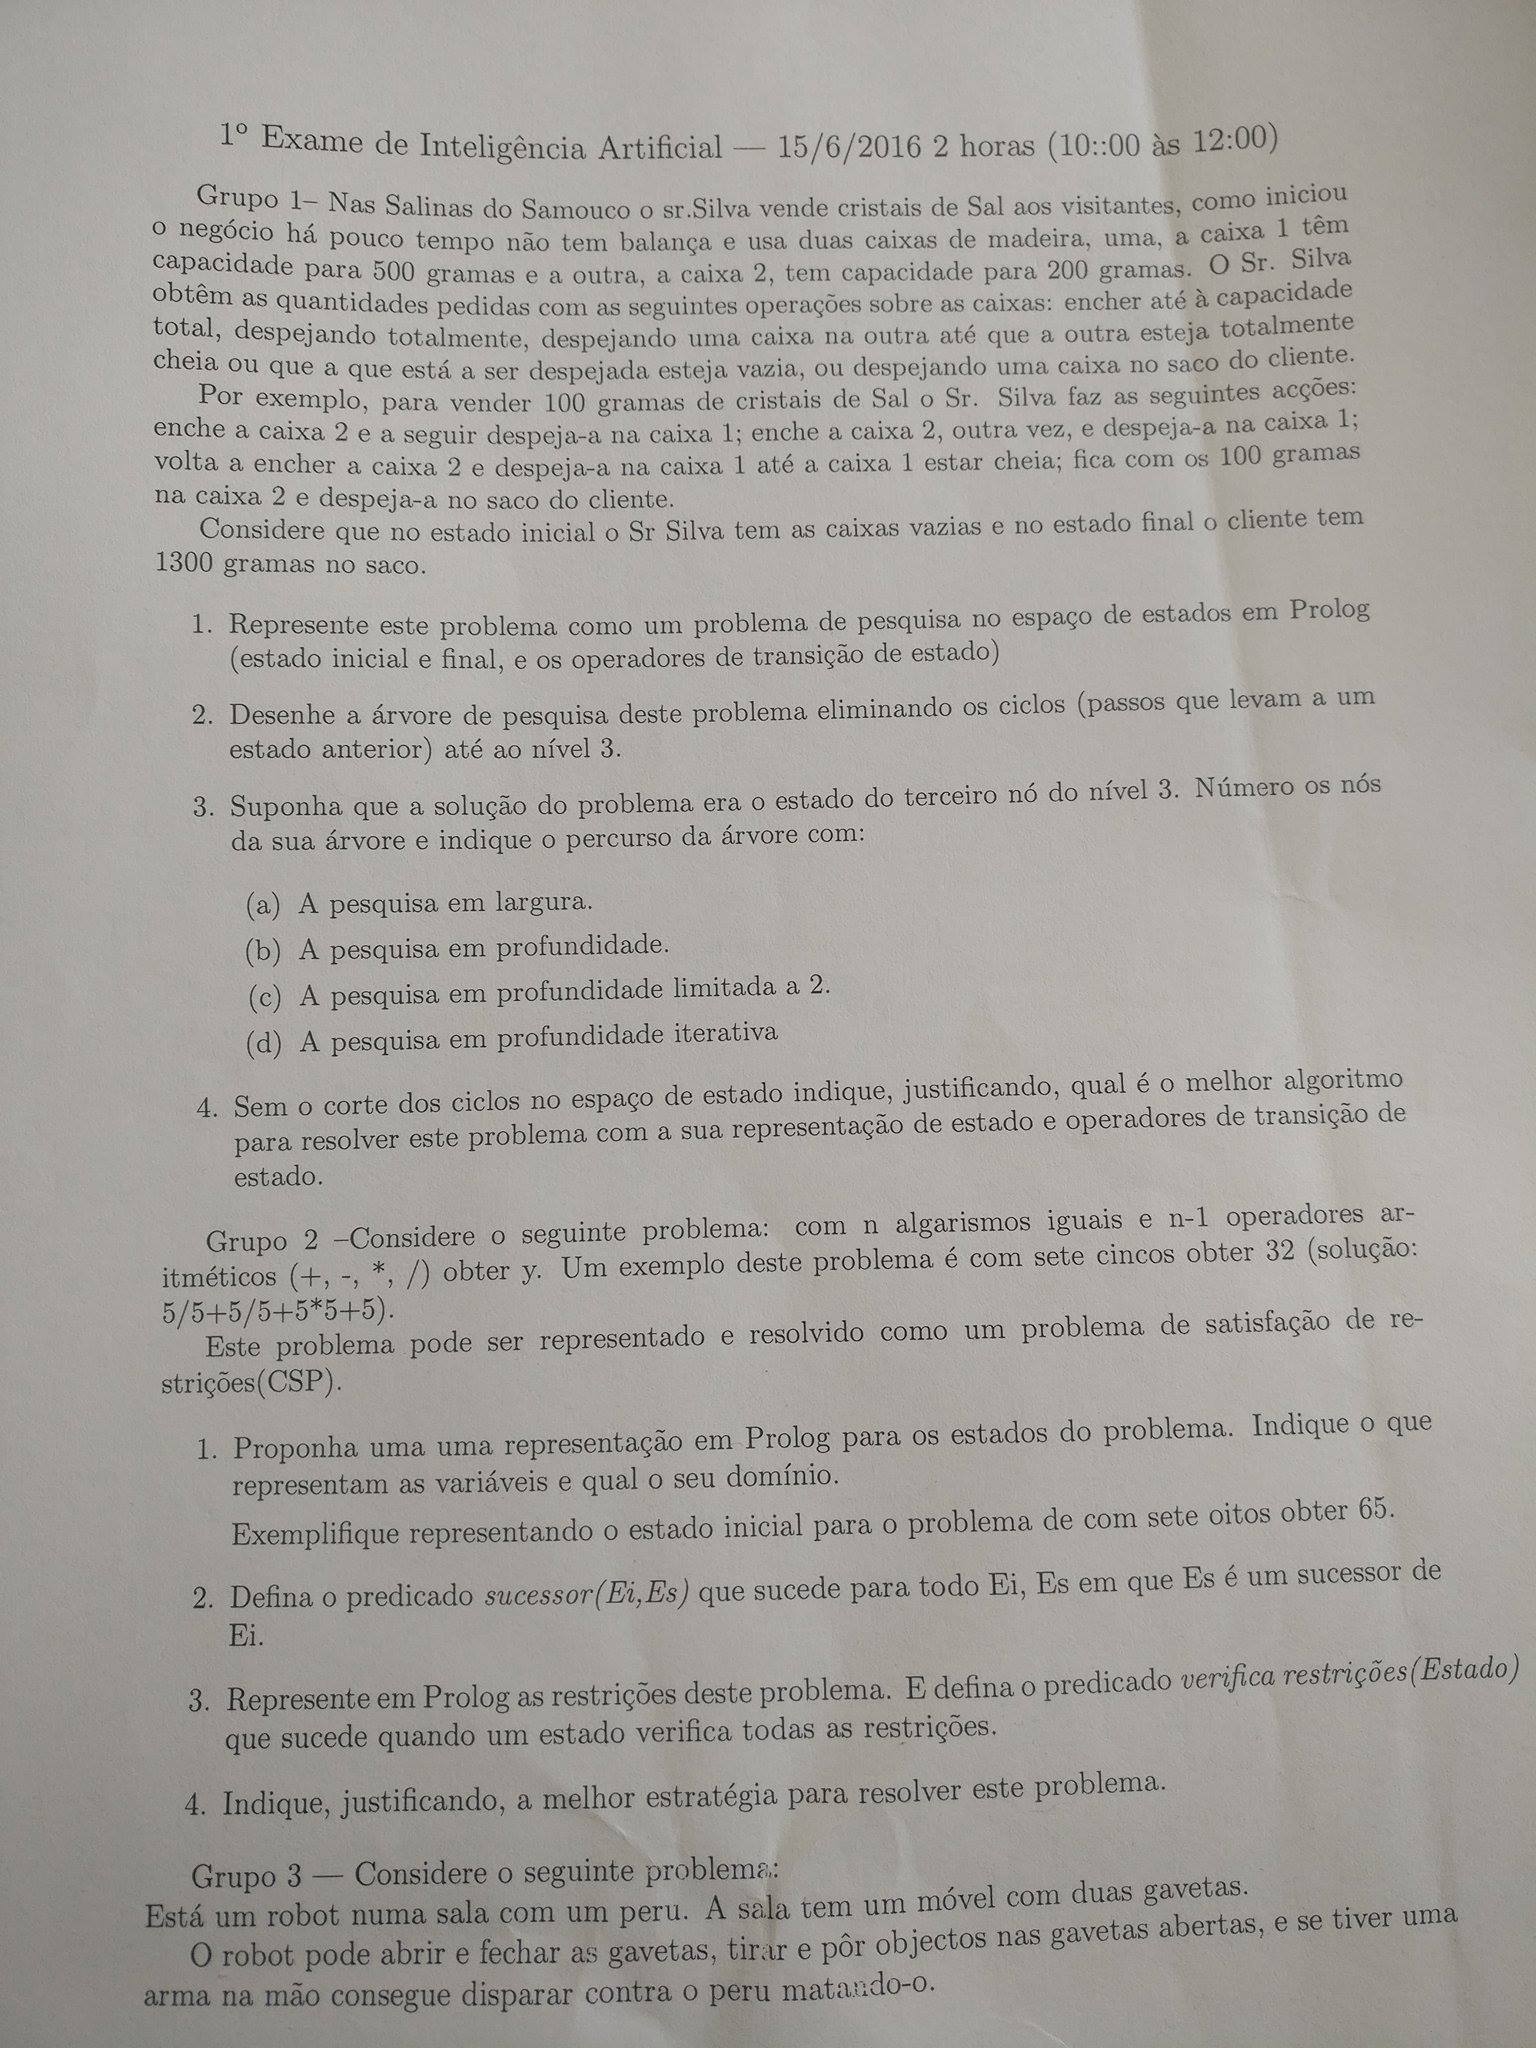 1º Exame de Inteligência Artificial — 15/6/2016 2 horas (10::00 às 12:00)
Grupo 1– Nas Salinas do Samouco o sr.Silva vende cristais de Sal aos visitantes, como iniciou
o negócio há pouco tempo não tem balança e usa duas caixas de madeira, uma, a caixa 1 têm
capacidade para 500 gramas e a outra, a caixa 2, tem capacidade para 200 gramas. O Sr. Silva
obtêm as quantidades pedidas com as seguintes operações sobre as caixas: encher até à capacidade
total, despejando totalmente, despejando uma caixa na outra até que a outra esteja totalmente
cheia ou que a que está a ser despejada esteja vazia, ou despejando uma caixa no saco do cliente.
Por exemplo, para vender 100 gramas de cristais de Sal o Sr. Silva faz as seguintes acções:
enche a caixa 2 e a seguir despeja-a na caixa 1; enche a caixa 2, outra vez, e despeja-a na caixa 1;
volta a encher a caixa 2 e despeja-a na caixa 1 até a caixa 1 estar cheia; fica com os 100 gramas
na caixa 2 e despeja-a no saco do cliente.
Considere que no estado inicial o Sr Silva tem as caixas vazias e no estado final o cliente tem
1300 gramas no saco.
1. Represente este problema como um problema de pesquisa no espaço de estados em Prolog
(estado inicial e final, e os operadores de transição de estado)
2. Desenhe a árvore de pesquisa deste problema eliminando os ciclos (passos que levam a um
estado anterior) até ao nível 3.
3. Suponha que a solução do problema era o estado do terceiro nó do nível 3. Número os nós
da sua árvore e indique o percurso da árvore com:
(a) A pesquisa em largura.
(b) A pesquisa em profundidade.
(c) A pesquisa em profundidade limitada a 2.
(d) A pesquisa em profundidade iterativa
4. Sem o corte dos ciclos no espaço de estado indique, justificando, qual é o melhor algoritmo
para resolver este problema com a sua representação de estado e operadores de transição de
estado.
Grupo 2 –Considere o seguinte problema: com n algarismos iguais e n-1 operadores ar-
itméticos (+, -, *, /) obter y. Um exemplo deste problema é com sete cincos obter 32 (solução:
5/5+5/5+5*5+5).
Este problema pode ser representado e resolvido como um problema de satisfação de re-
strições(CSP).
1. Proponha uma uma representação em Prolog para os estados do problema. Indique o que
representam as variáveis e qual o seu domínio.
Exemplifique representando o estado inicial para o problema de com sete oitos obter 65.
2. Defina o predicado sucessor(Ei,Es) que sucede para todo Ei, Es em que Es é um sucessor de
Ei.
3. Represente em Prolog as restrições deste problema. E defina o predicado verifica restrições(Estado)
que sucede quando um estado verifica todas as restrições.
4. Indique, justificando, a melhor estratégia para resolver este problema.
Grupo 3 — Considere o seguinte problema:
Está um robot numa sala com um peru. A sala tem um móvel com duas gavetas.
O robot pode abrir e fechar as gavetas, tirar e pôr objectos nas gavetas abertas, e se tiver uma
arma na mão consegue disparar contra o peru matando-o.